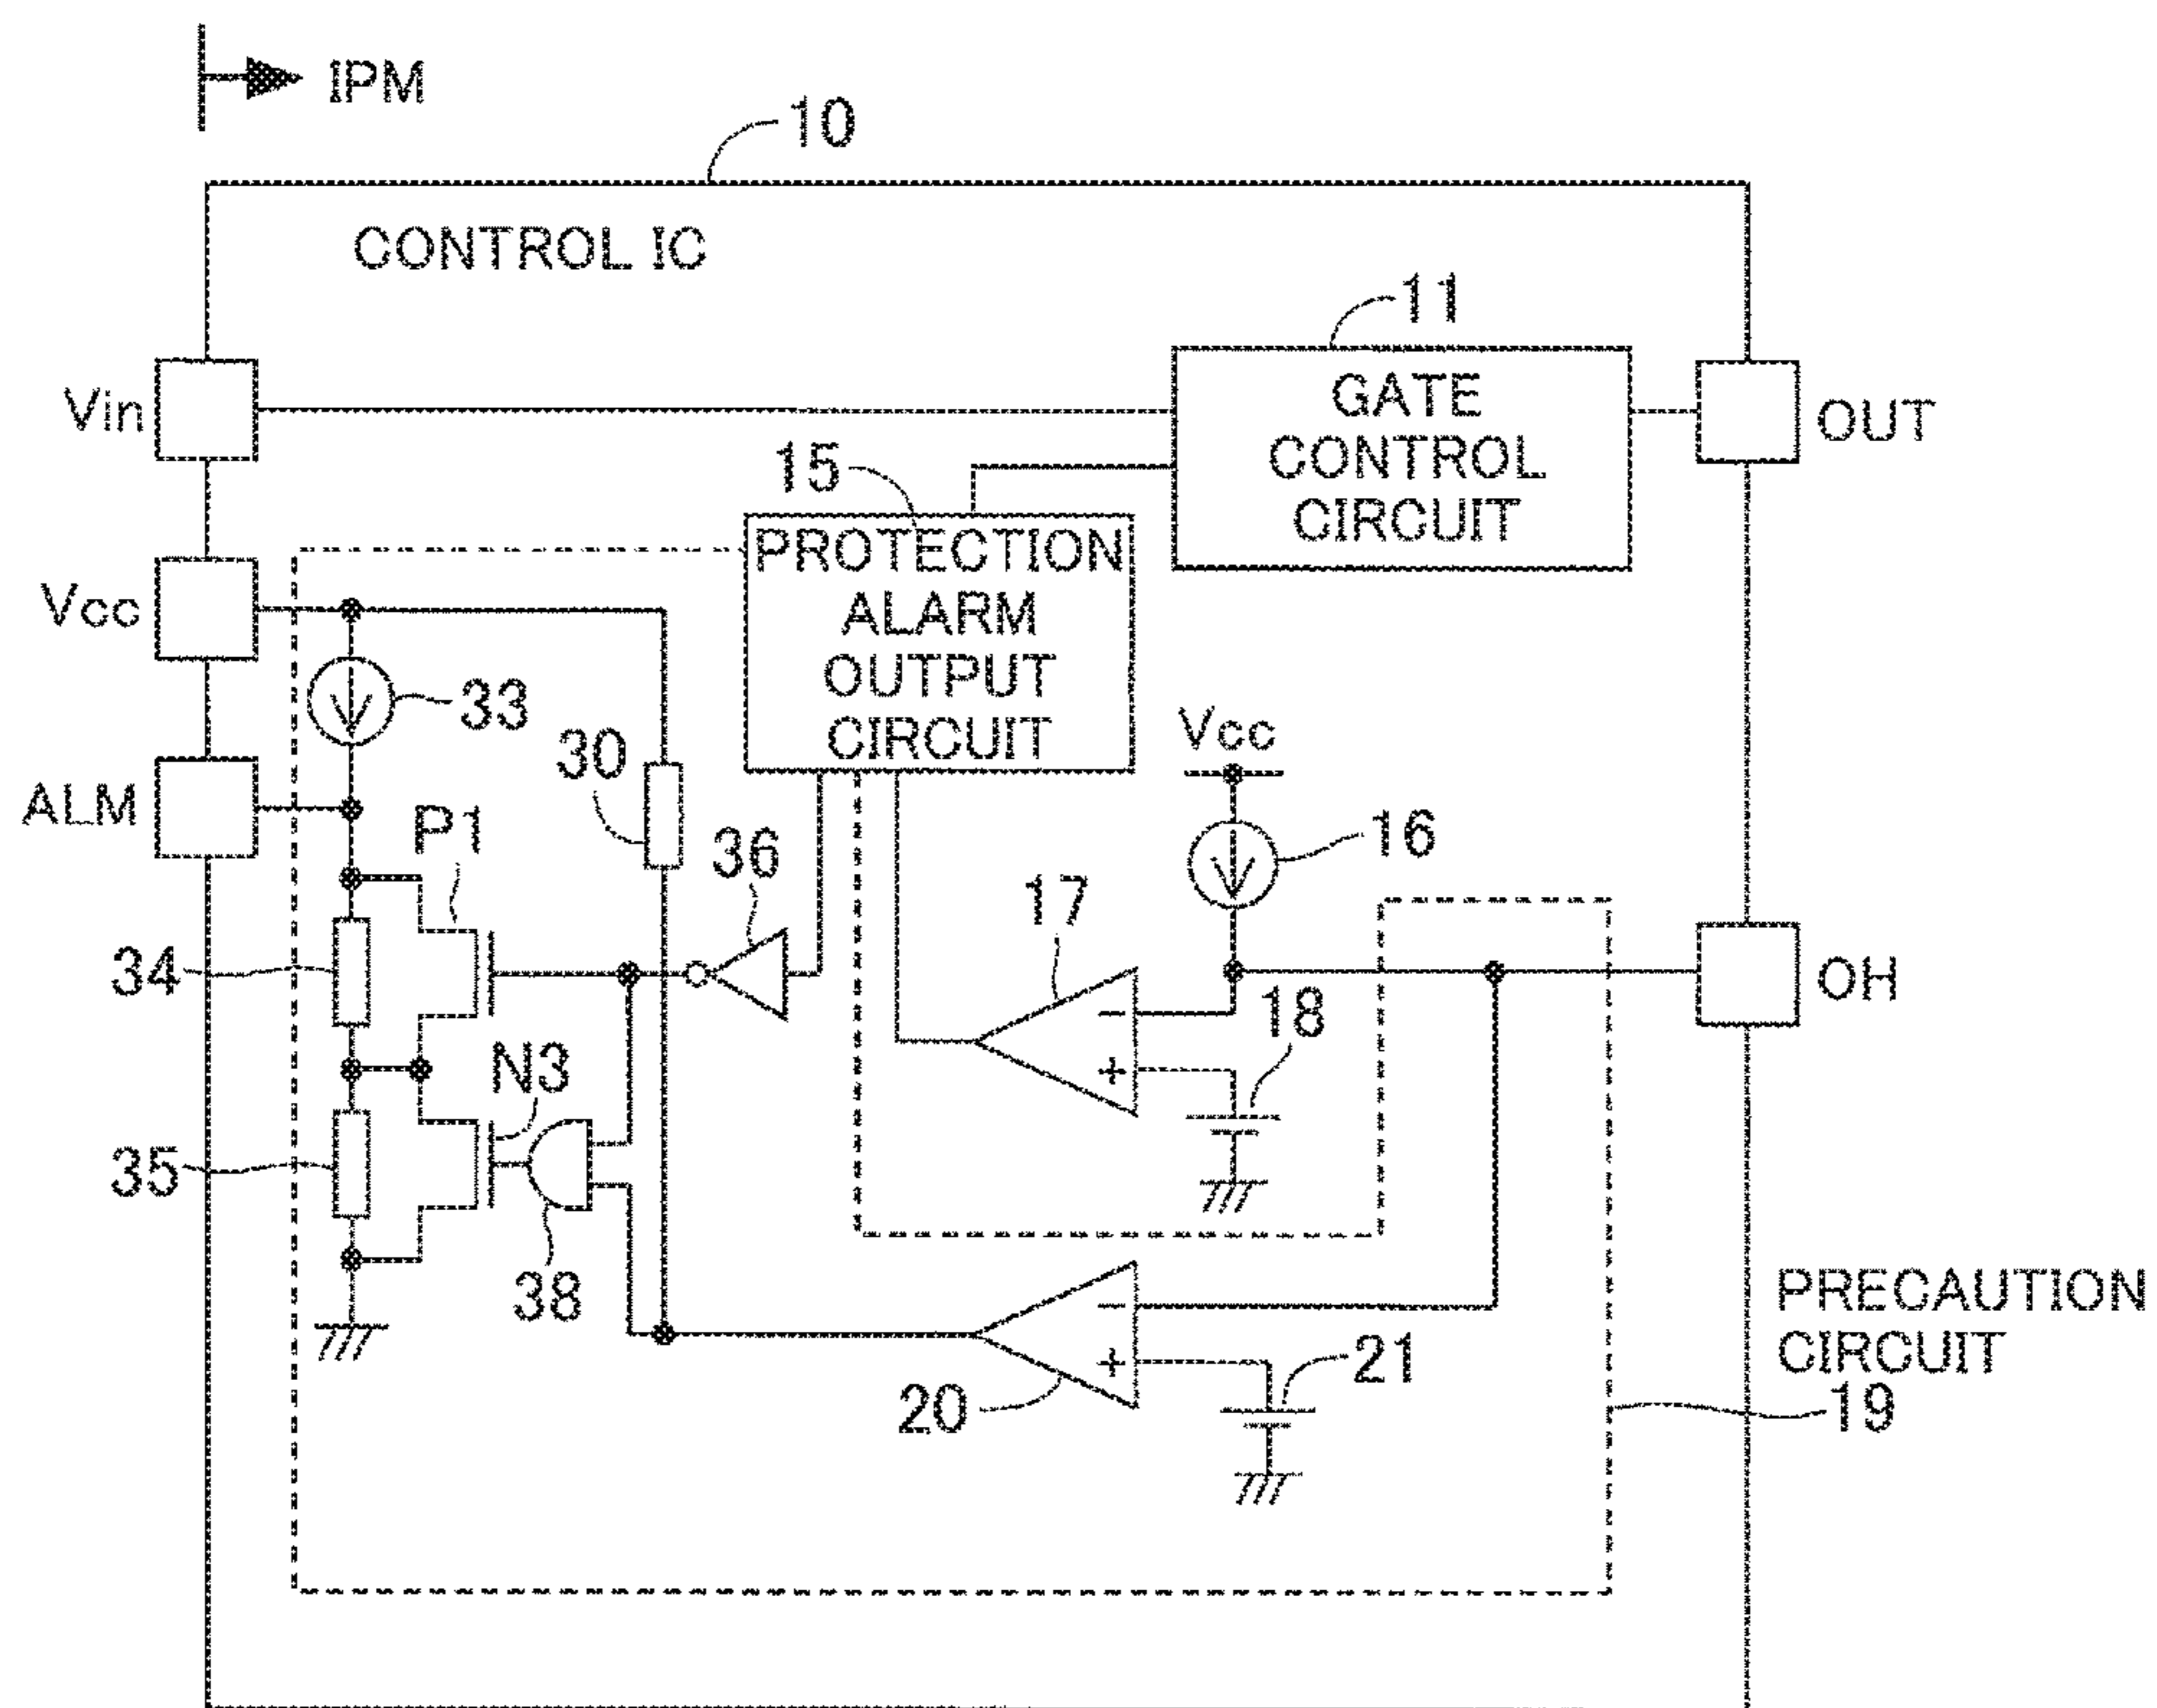 IPM
10
CONTROL IC
11
Vin
GATE
CONTROL
CIRCUIT
OUT
15
PROTECTION
ALARM
OUTPUT
CIRCUIT
Vcc
33
30
Vcc
ALM
P1
36
16
17
34
18
OH
N3
35
38
PRECAUTION
CIRCUIT
19
20
21